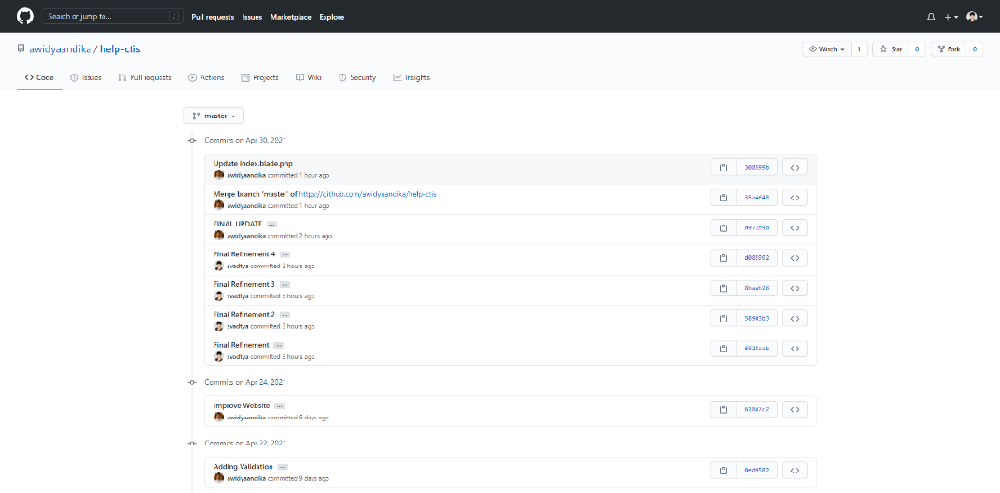 Search or jump to... / Pull requests Issues Marketplace Explore
awidyaandika / help-ctis Watch 1 Star 0 Fork 0
Code Issues Pull requests Actions Projects Wiki Security Insights
master
Commits on Apr 30, 2021
Update index.blade.php
awidyaandika committed 1 hour ago
308599b
Merge branch 'master' of https://github.com/awidyaandika/help-ctis
awidyaandika committed 1 hour ago
35a4f48
FINAL UPDATE ...
awidyaandika committed 2 hours ago
d972b9d
Final Refinement 4 ...
svadtya committed 3 hours ago
d085992
Final Refinement 3 ...
svadtya committed 3 hours ago
8baab28
Final Refinement 2 ...
svadtya committed 3 hours ago
58903b3
Final Refinement ...
svadtya committed 3 hours ago
6928aab
Commits on Apr 24, 2021
Improve Website ...
awidyaandika committed 6 days ago
618d7c2
Commits on Apr 22, 2021
Adding Validation ...
awidyaandika committed 9 days ago
0ed9502